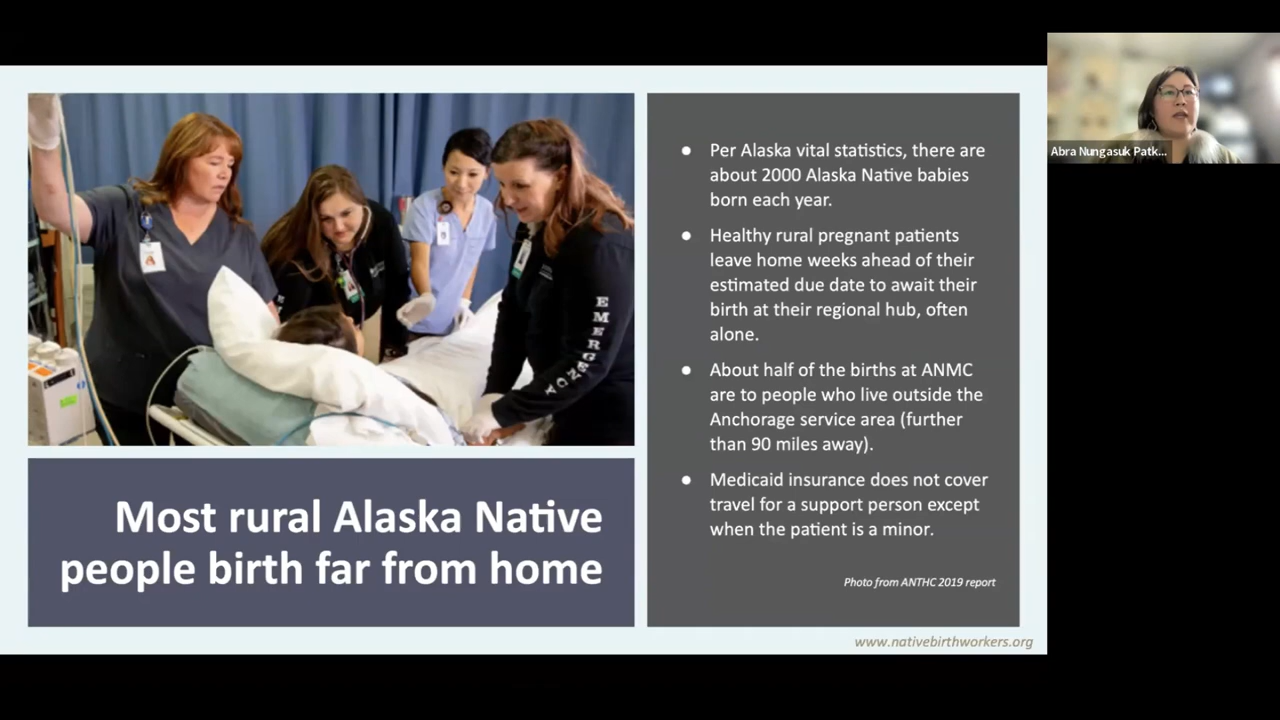 Abra Nungasuk Patk...
EMERGENCY
Most rural Alaska Native
people birth far from home
● Per Alaska vital statistics, there are
about 2000 Alaska Native babies
born each year.
● Healthy rural pregnant patients
leave home weeks ahead of their
estimated due date to await their
birth at their regional hub, often
alone.
● About half of the births at ANMC
are to people who live outside the
Anchorage service area (further
than 90 miles away).
● Medicaid insurance does not cover
travel for a support person except
when the patient is a minor.
Photo from ANTHC 2019 report
www.nativebirthworkers.org